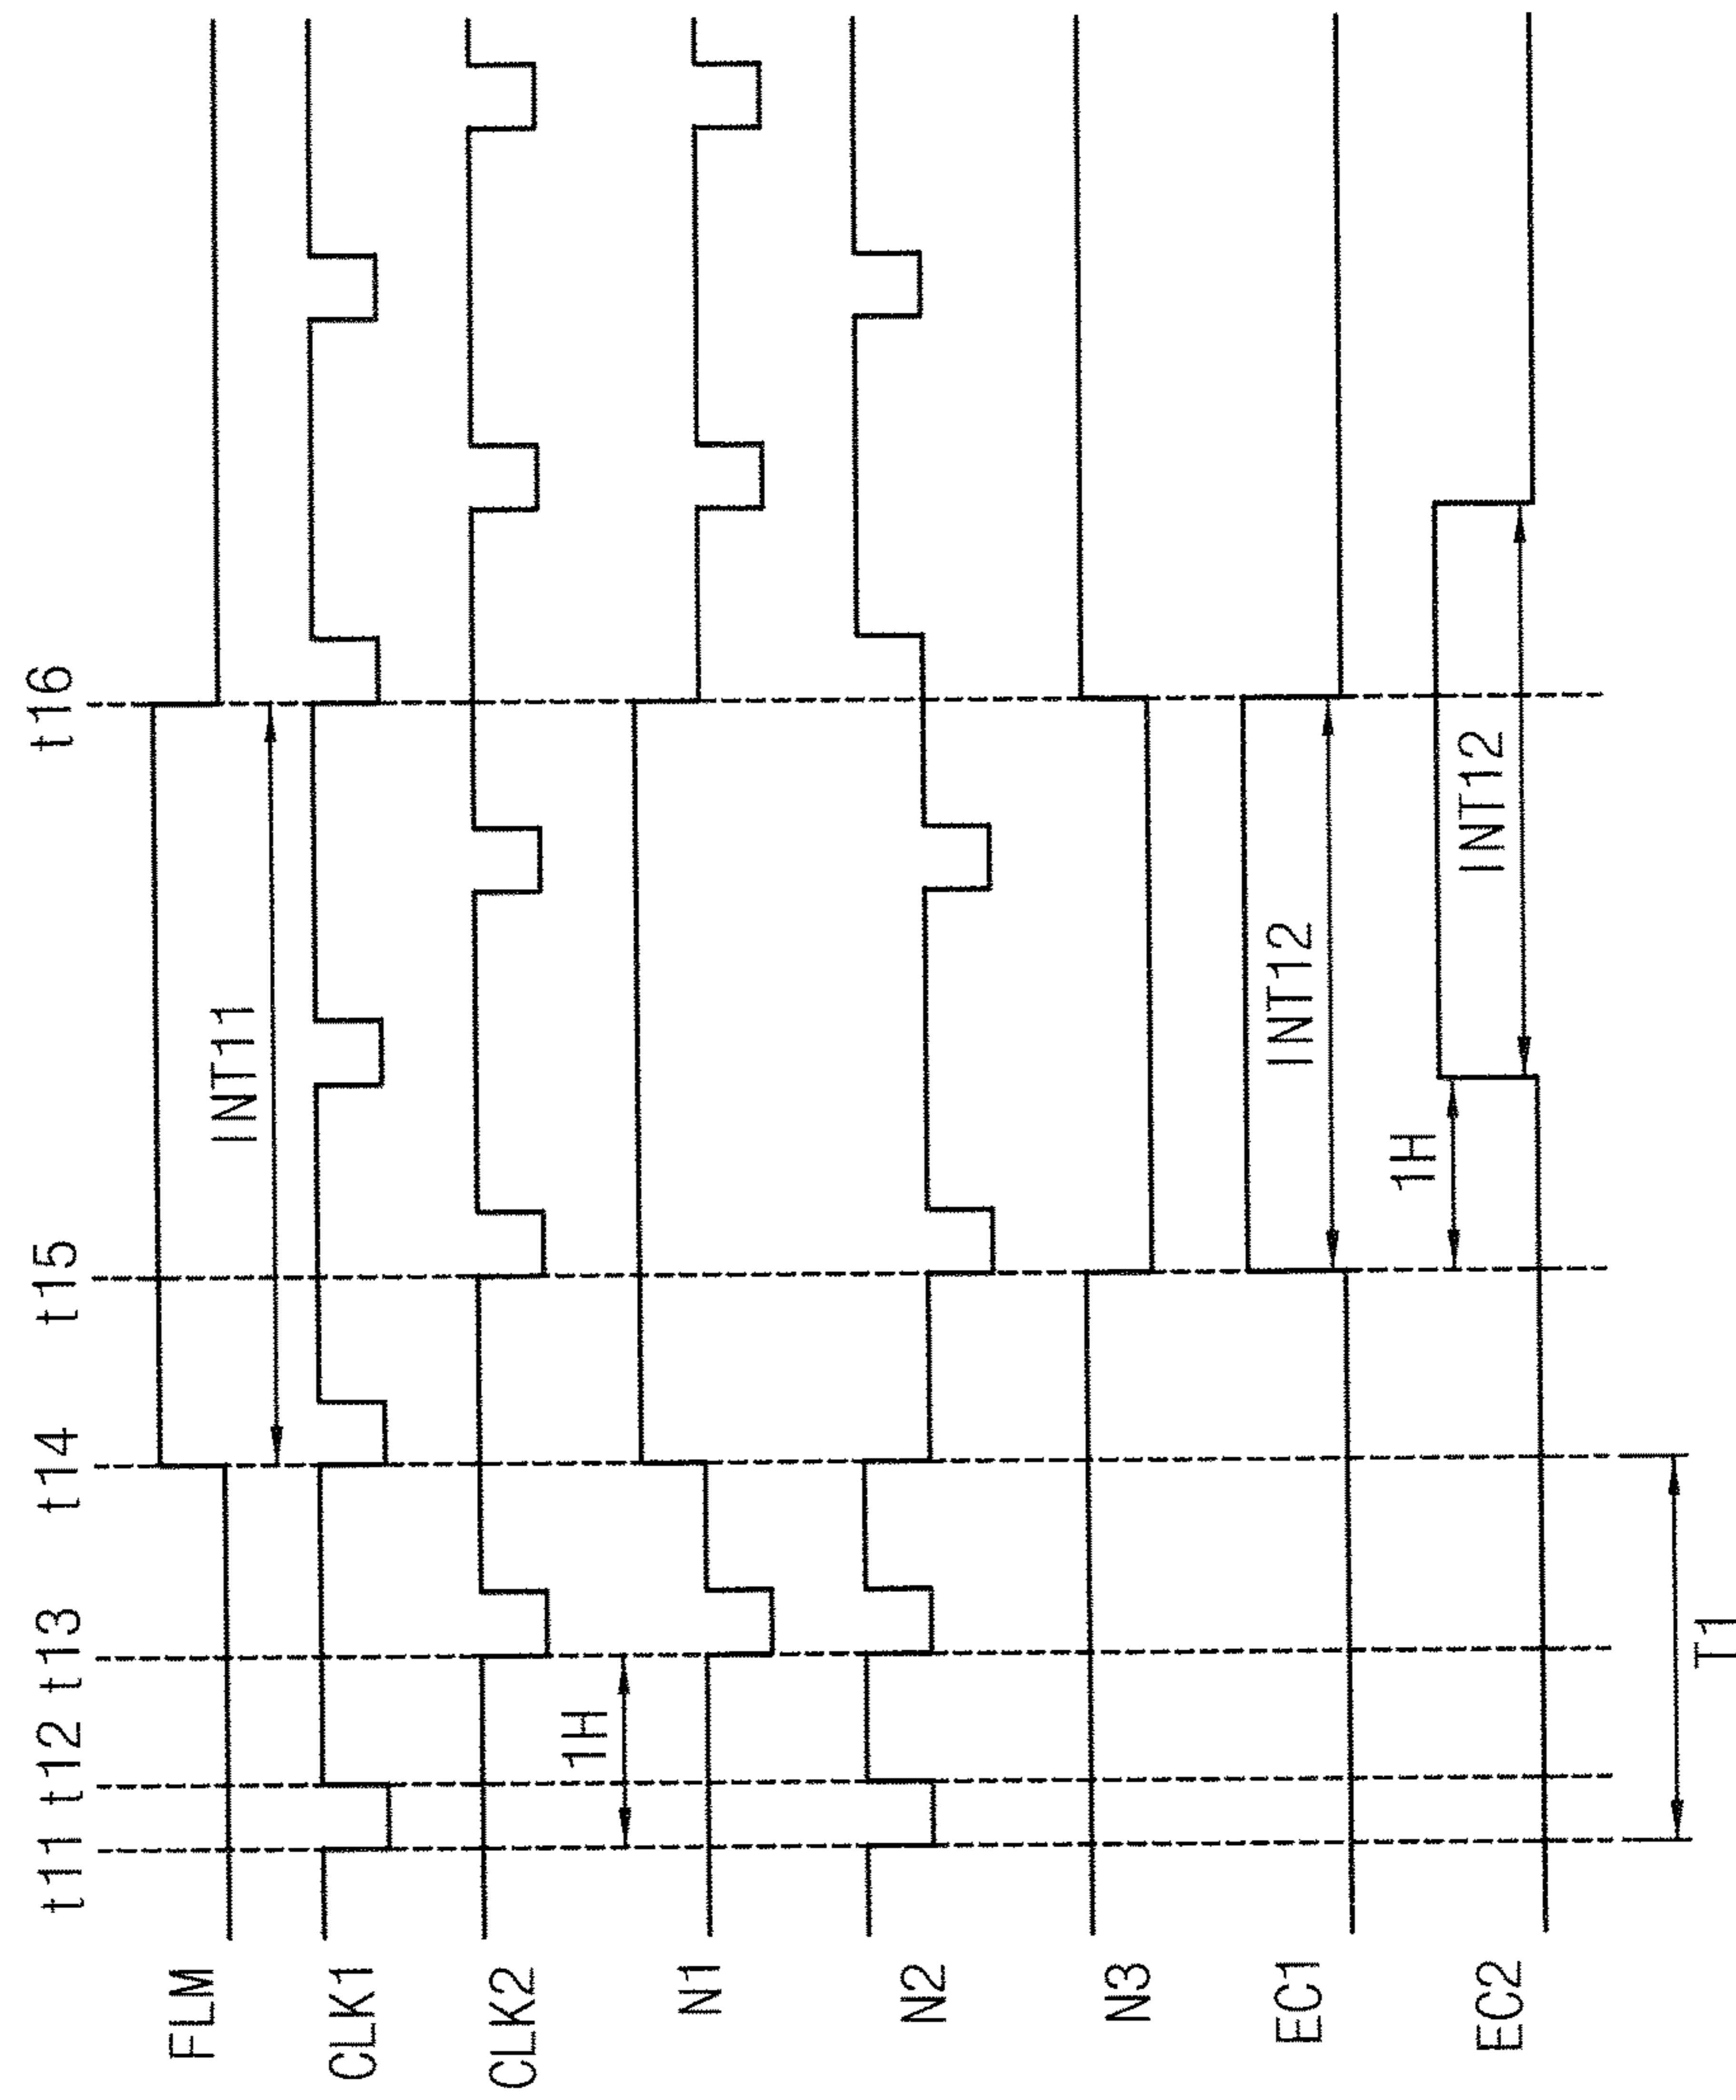 t11 t12 t13 t14 t15 t16
FLM
INT11
CLK1
CLK2
1H
N1
N2
N3
EC1
INT12
EC2
1H
INT12
T1